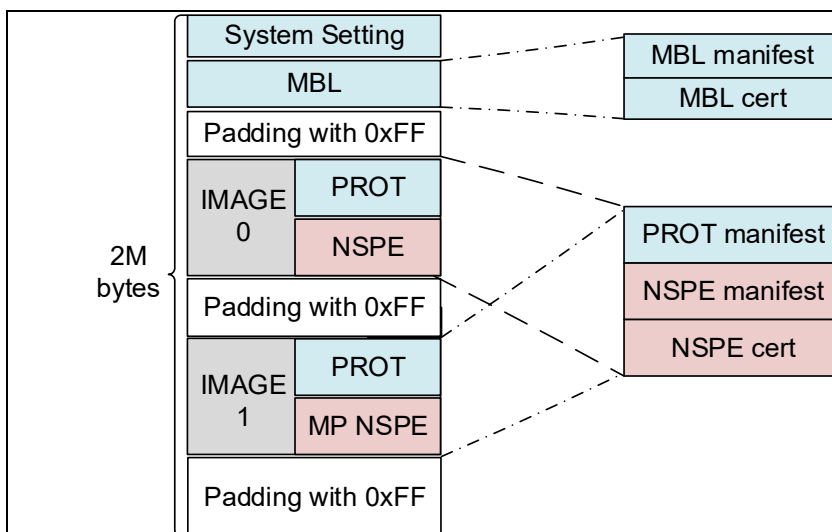 System Setting
MBL
Padding with 0xFF
IMAGE
0
PROT
NSPE
Padding with 0xFF
IMAGE
1
PROT
MP NSPE
Padding with 0xFF
2M
bytes
MBL manifest
MBL cert
PROT manifest
NSPE manifest
NSPE cert